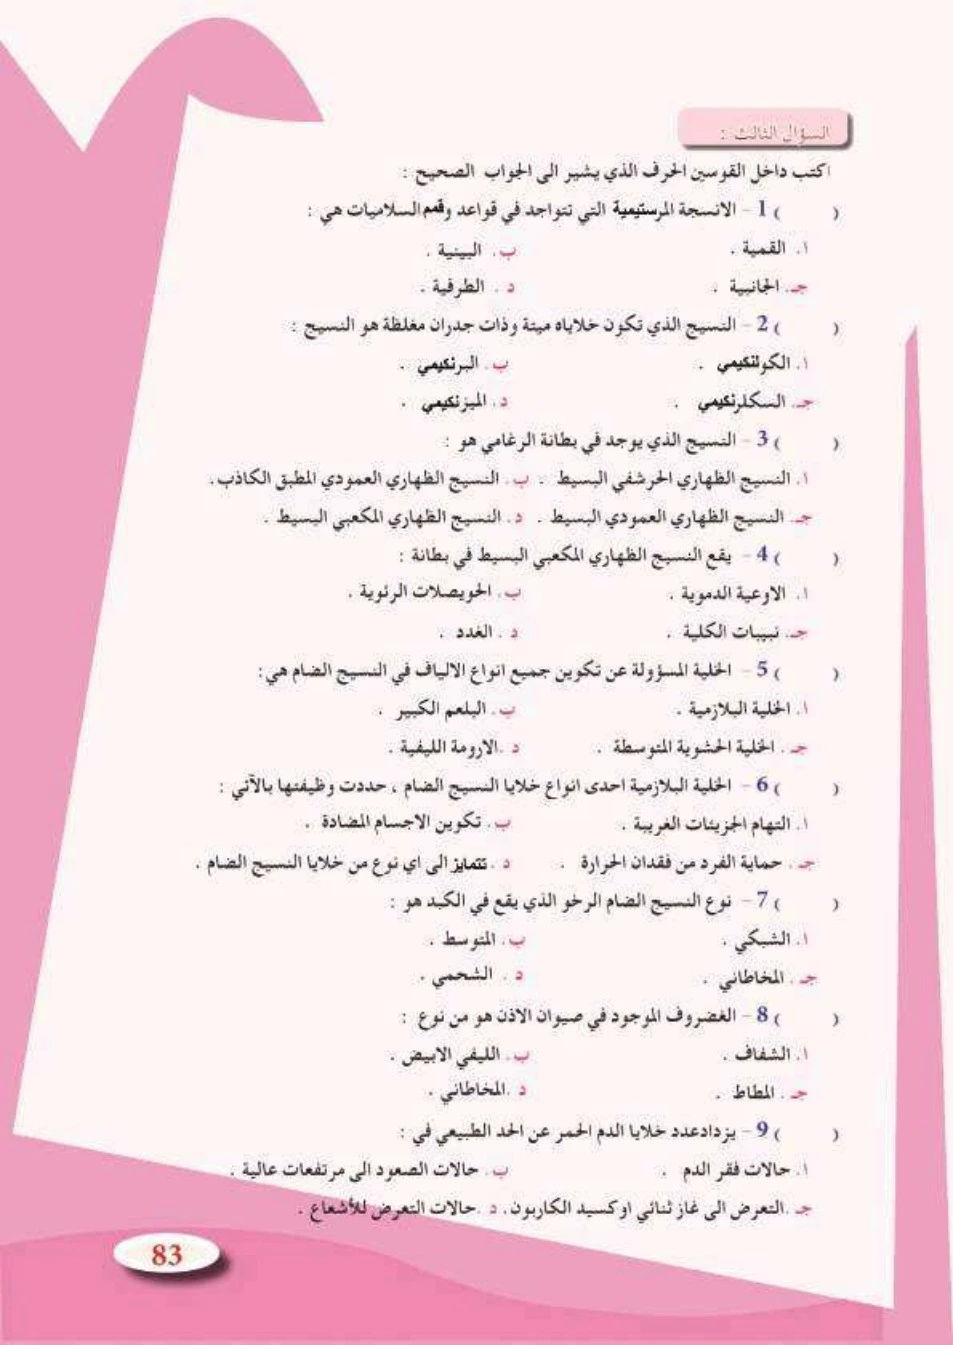 السؤال الثالث :
اكتب داخل القوسين الحرف الذي يشير الى الجواب الصحيح :
( ) 1 - الانسجة المرستيمية التي تتواجد في قواعد وقمم السلاميات هي :
ا. القمية . ب. البينية .
جـ. الجانبية . د . الطرفية .
( ) 2 - النسيج الذي تكون خلاياه ميتة وذات جدران مغلظة هو النسيج :
ا. الكولنكيمي . ب. البرنكيمي .
جـ. السكلرنكيمي . د. الميزنكيمي .
( ) 3 - النسيج الذي يوجد في بطانة الرغامي هو :
ا. النسيج الظهاري الحرشفي البسيط . ب. النسيج الظهاري العمودي المطبق الكاذب.
جـ. النسيج الظهاري العمودي البسيط . د. النسيج الظهاري المكعبي البسيط .
( ) 4 - يقع النسيج الظهاري المكعبي البسيط في بطانة :
ا. الاوعية الدموية . ب. الحويصلات الرئوية .
جـ. نبيبات الكلية . د . الغدد .
( ) 5 - الخلية المسؤولة عن تكوين جميع انواع الالياف في النسيج الضام هي:
ا. الخلية البلازمية . ب. البلعم الكبير .
جـ . الخلية الحشوية المتوسطة . د .الارومة الليفية .
( ) 6 - الخلية البلازمية احدى انواع خلايا النسيج الضام ، حددت وظيفتها بالآتي :
ا. التهام الجزيئات الغريبة . ب. تكوين الاجسام المضادة .
جـ . حماية الفرد من فقدان الحرارة . د .تتمايز الى اي نوع من خلايا النسيج الضام .
( ) 7 - نوع النسيج الضام الرخو الذي يقع في الكبد هو :
ا. الشبكي . ب. المتوسط .
جـ . المخاطاني . د . الشحمي .
( ) 8 - الغضروف الموجود في صيوان الاذن هو من نوع :
ا. الشفاف . ب. الليفي الابيض .
جـ . المطاط . د .المخاطاني .
( ) 9 - يزدادعدد خلايا الدم الحمر عن الحد الطبيعي في :
ا. حالات فقر الدم . ب. حالات الصعود الى مرتفعات عالية .
جـ .التعرض الى غاز ثنائي اوكسيد الكاربون. د .حالات التعرض للأشعاع .
83